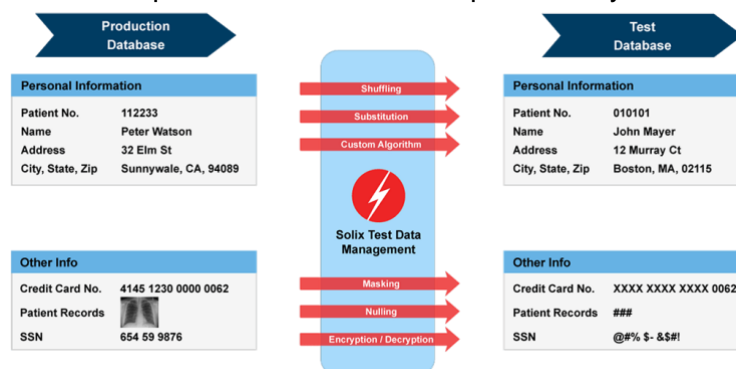 Production
Database
Test
Database
Personal Information
Patient No. 112233
Name Peter Watson
Address 32 Elm St
City, State, Zip Sunnywale, CA, 94089
Shuffling
Substitution
Custom Algorithm
Solix Test Data
Management
Masking
Nulling
Encryption / Decryption
Personal Information
Patient No. 010101
Name John Mayer
Address 12 Murray Ct
City, State, Zip Boston, MA, 02115
Other Info
Credit Card No. 4145 1230 0000 0062
Patient Records
SSN 654 59 9876
Other Info
Credit Card No. XXXX XXXX XXXX 0062
Patient Records ###
SSN @#% $- &$#!